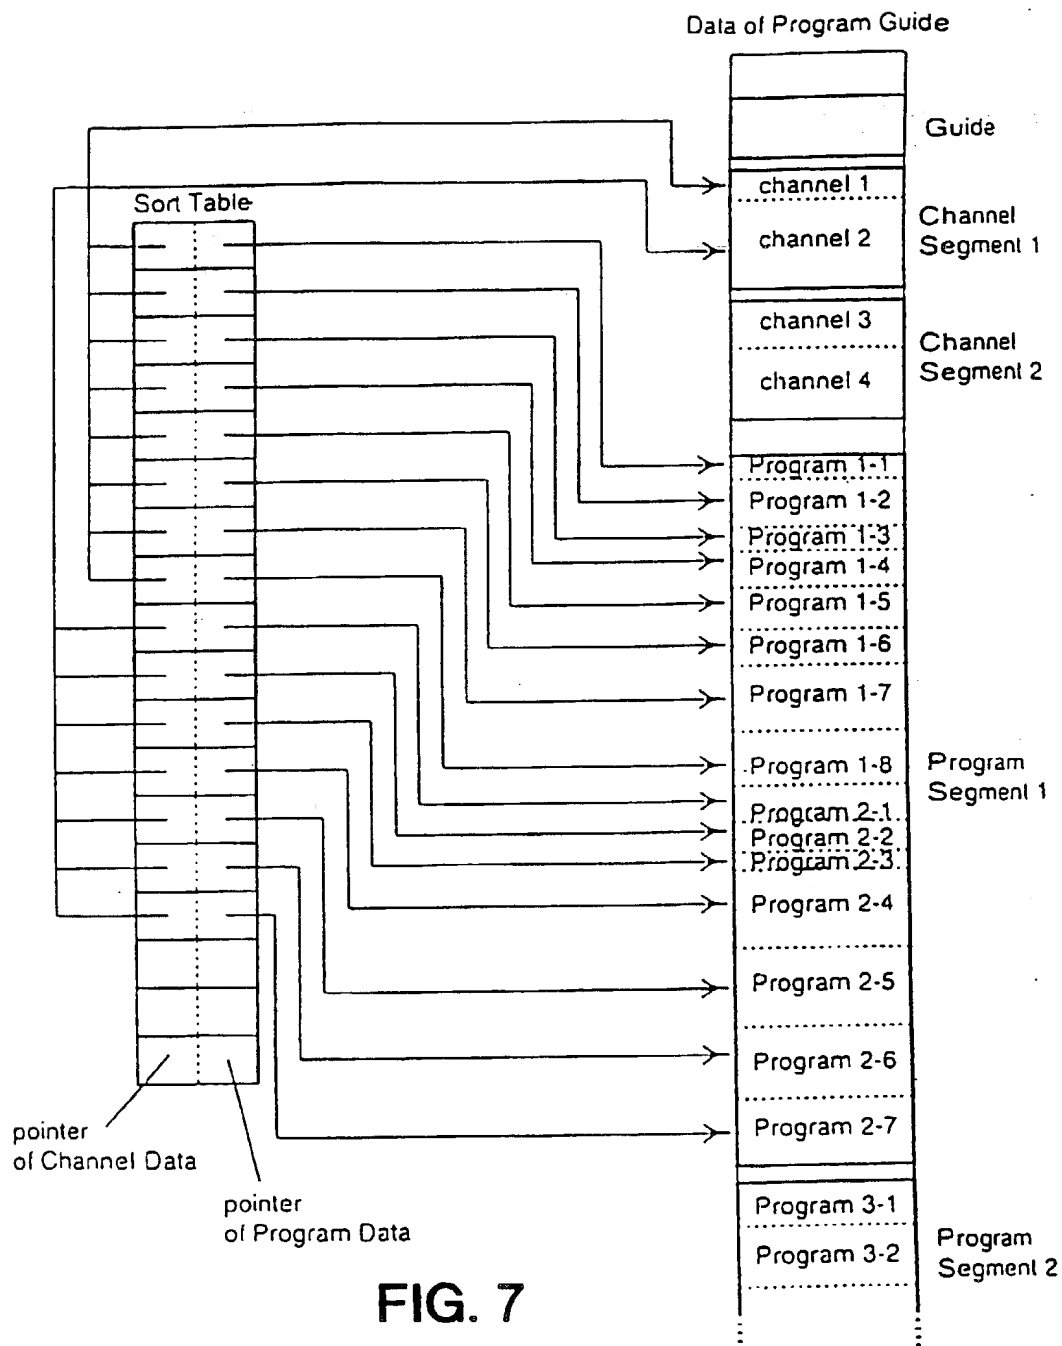 Data of Program Guide
Guide
Sort Table
channel 1
channel 2
Channel
Segment 1
channel 3
channel 4
Channel
Segment 2
Program 1-1
Program 1-2
Program 1-3
Program 1-4
Program 1-5
Program 1-6
Program 1-7
Program 1-8
Program 2-1
Program 2-2
Program 2-3
Program 2-4
Program 2-5
Program 2-6
Program 2-7
Program
Segment 1
Program 3-1
Program 3-2
Program
Segment 2
pointer
of Channel Data
pointer
of Program Data
FIG. 7